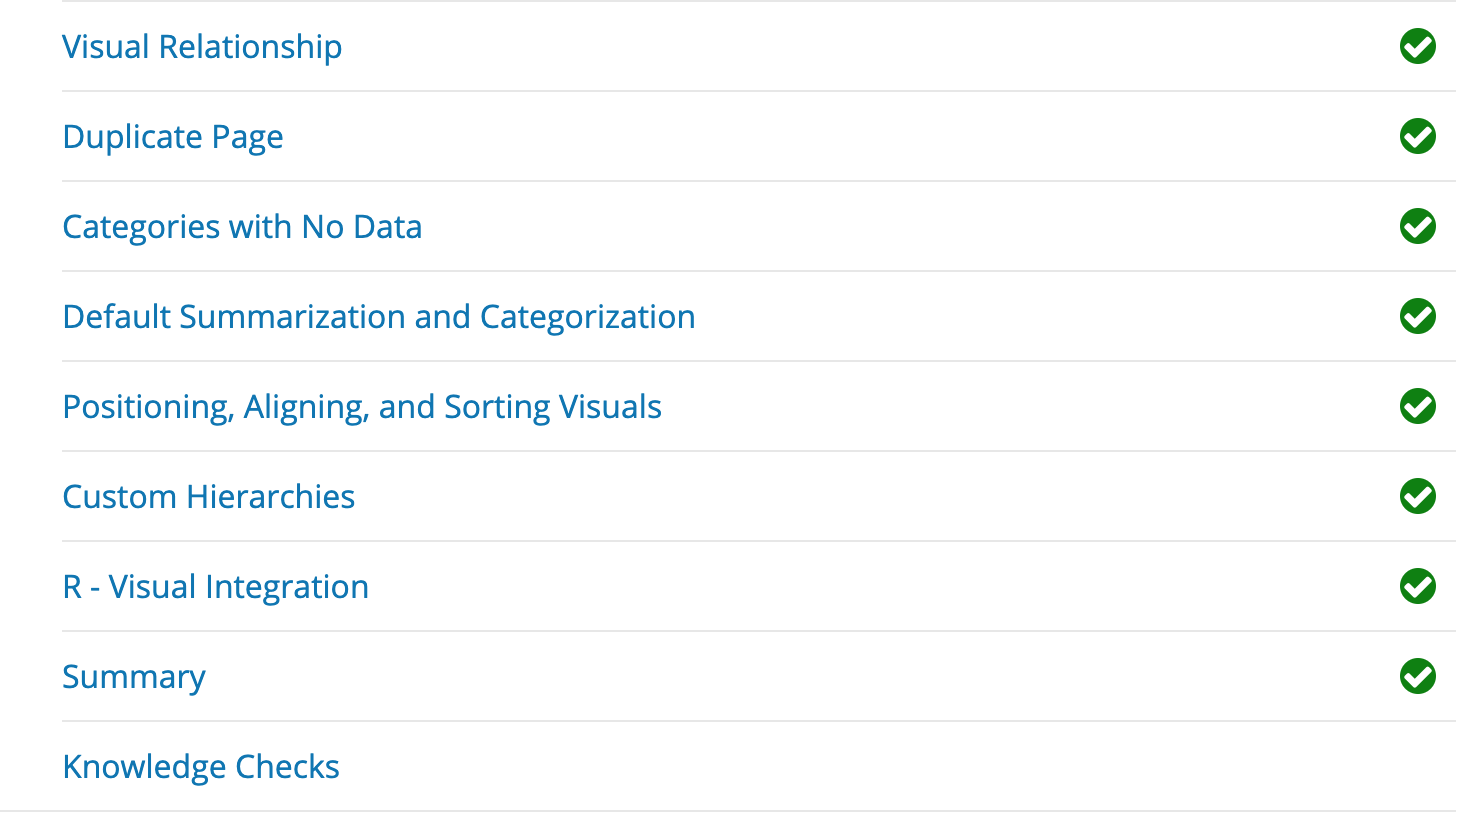 Visual Relationship
Duplicate Page
Categories with No Data
Default Summarization and Categorization
Positioning, Aligning, and Sorting Visuals
Custom Hierarchies
R - Visual Integration
Summary
Knowledge Checks